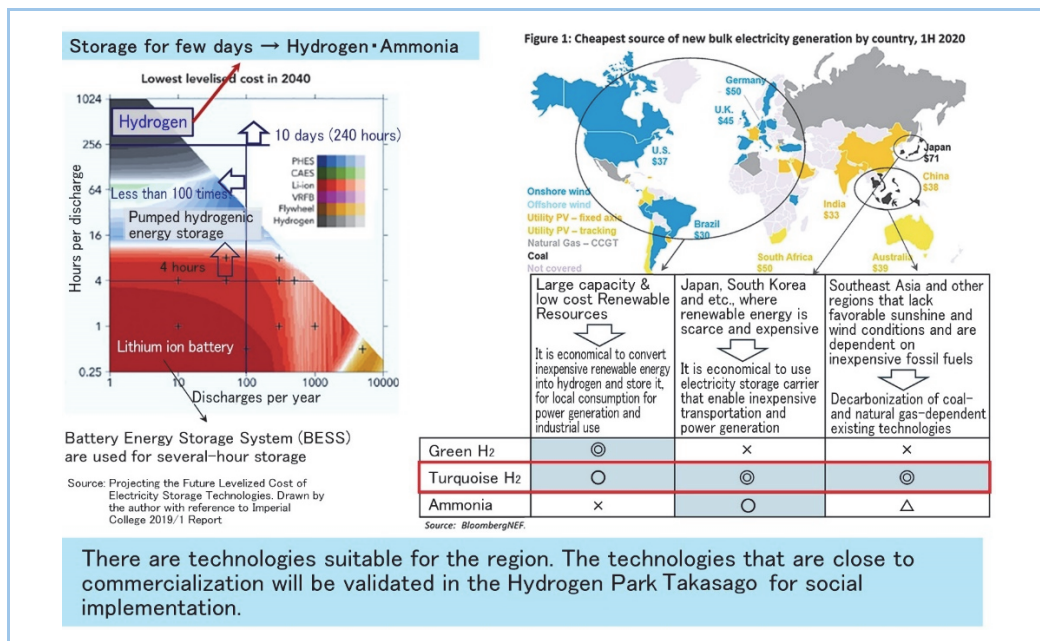 Storage for few days → Hydrogen・Ammonia
Lowest levelised cost in 2040
Hours per discharge
1024
256
64
16
4
1
0.25
Hydrogen
10 days (240 hours)
PHES
CAES
Li-ion
VRFB
Flywheel
Hydrogen
Less than 100 times
Pumped hydrogenic
energy storage
4 hours
Lithium ion battery
1
10
100
1000
10000
Discharges per year
Battery Energy Storage System (BESS)
are used for several-hour storage
Source: Projecting the Future Levelized Cost of
Electricity Storage Technologies. Drawn by
the author with reference to Imperial
College 2019/1 Report
Figure 1: Cheapest source of new bulk electricity generation by country, 1H 2020
Germany
$50
U.K.
$45
U.S.
$37
Japan
$71
China
$38
India
$33
Brazil
$30
South Africa
$50
Australia
$39
Onshore wind
Offshore wind
Utility PV – fixed axis
Utility PV – tracking
Natural Gas – CCGT
Coal
Not covered
Large capacity &
low cost Renewable
Resources
It is economical to convert
inexpensive renewable energy
into hydrogen and store it,
for local consumption for
power generation and
industrial use
Japan, South Korea
and etc., where
renewable energy is
scarce and expensive
It is economical to use
electricity storage carrier
that enable inexpensive
transportation and
power generation
Southeast Asia and other
regions that lack
favorable sunshine and
wind conditions and are
dependent on
inexpensive fossil fuels
Decarbonization of coal-
and natural gas-dependent
existing technologies
Green H₂ ◎ × ×
Turquoise H₂ ○ ◎ ◎
Ammonia × ○ △
Source: BloombergNEF.
There are technologies suitable for the region. The technologies that are close to
commercialization will be validated in the Hydrogen Park Takasago for social
implementation.